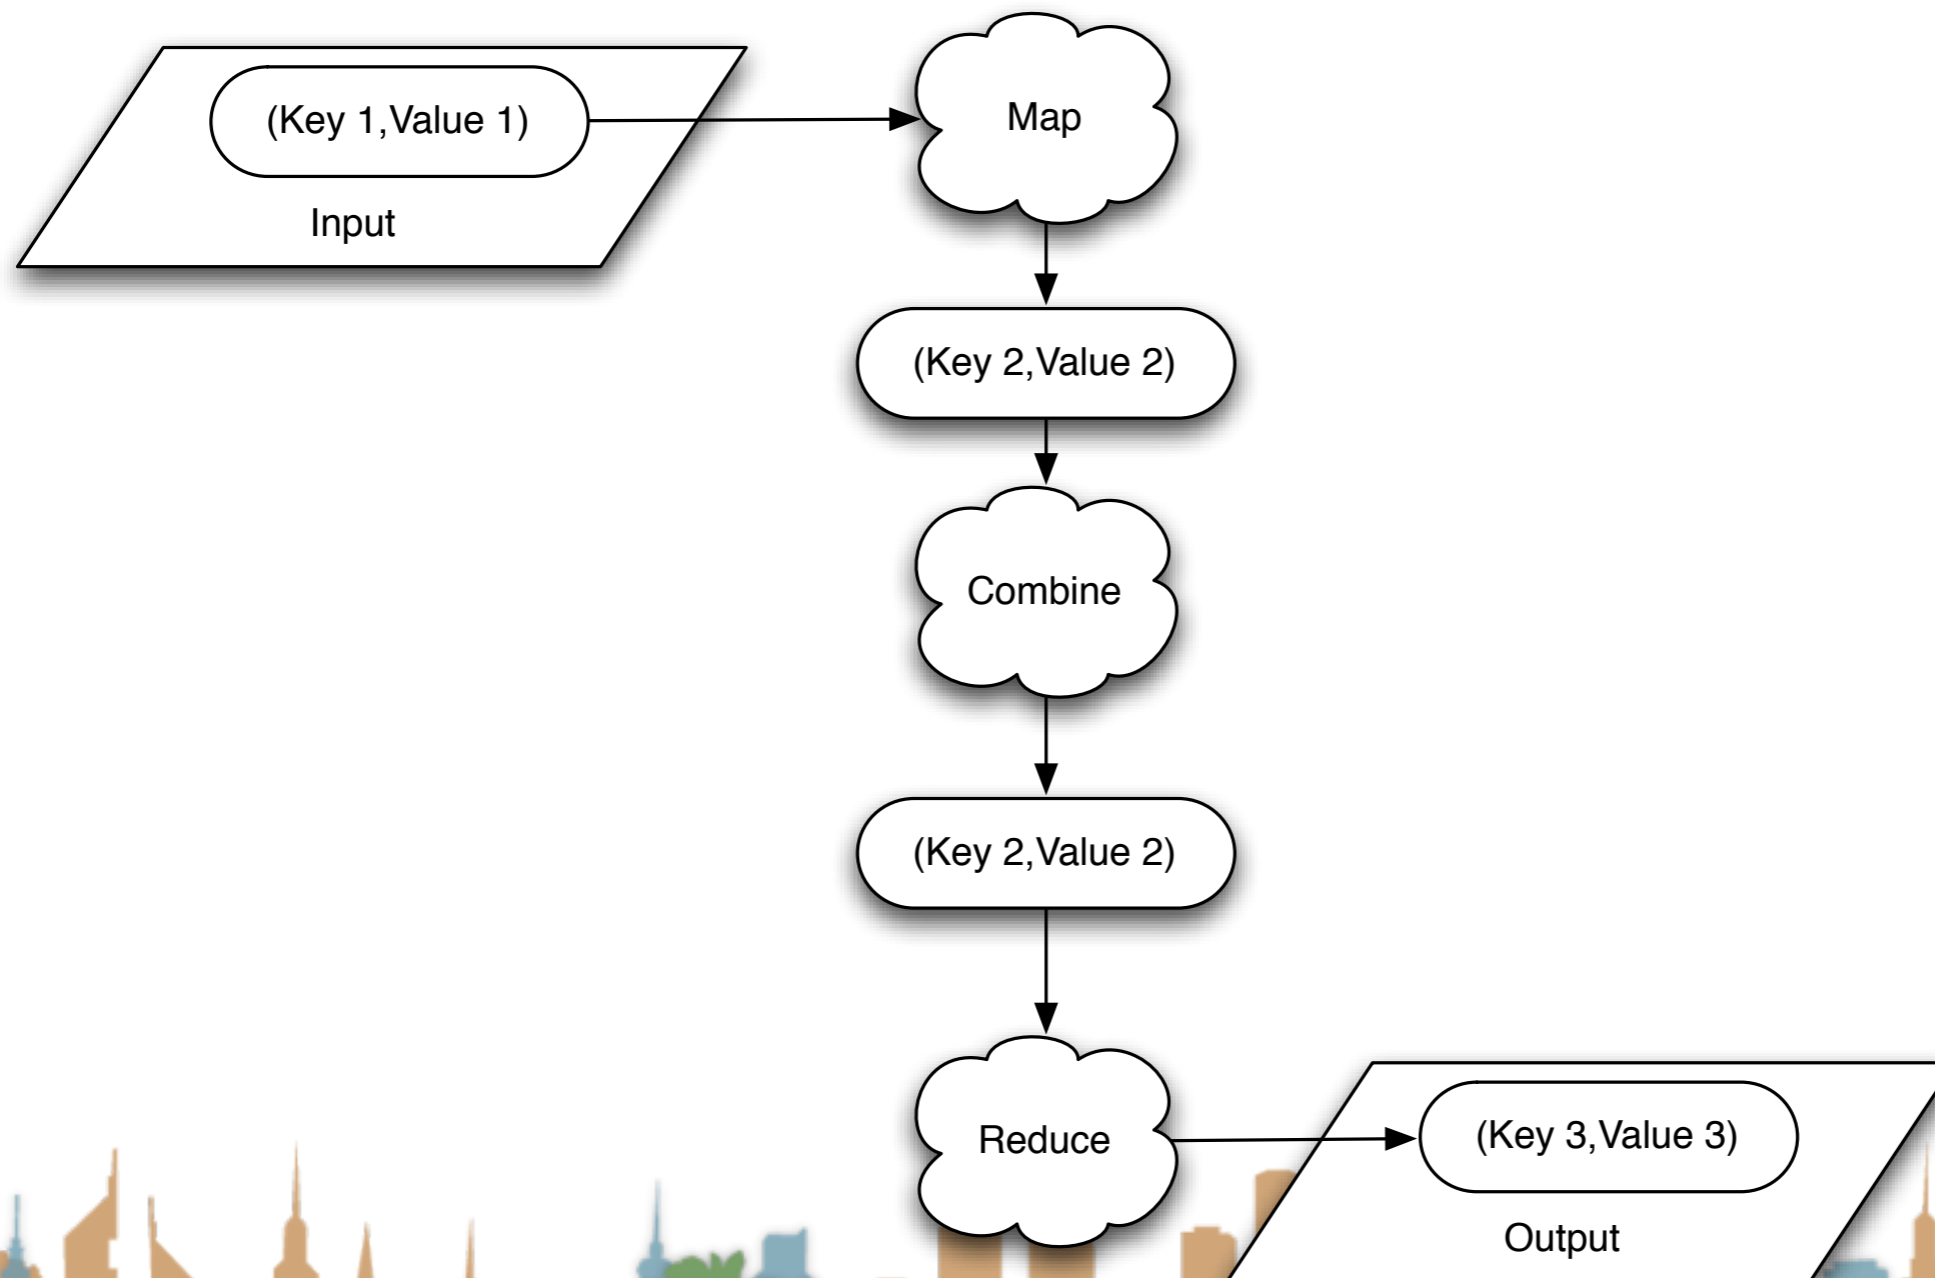 (Key 1,Value 1)
Input
Map
(Key 2,Value 2)
Combine
(Key 2,Value 2)
Reduce
(Key 3,Value 3)
Output